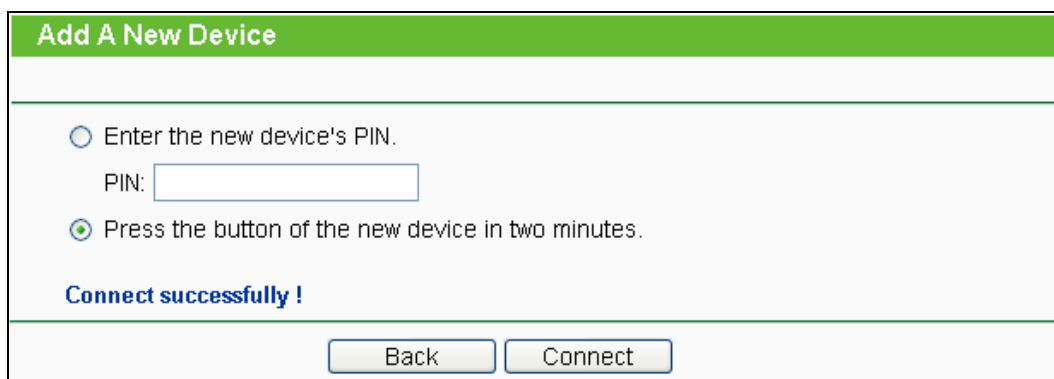 Add A New Device
Enter the new device's PIN.
PIN:
Press the button of the new device in two minutes.
Connect successfully !
Back Connect